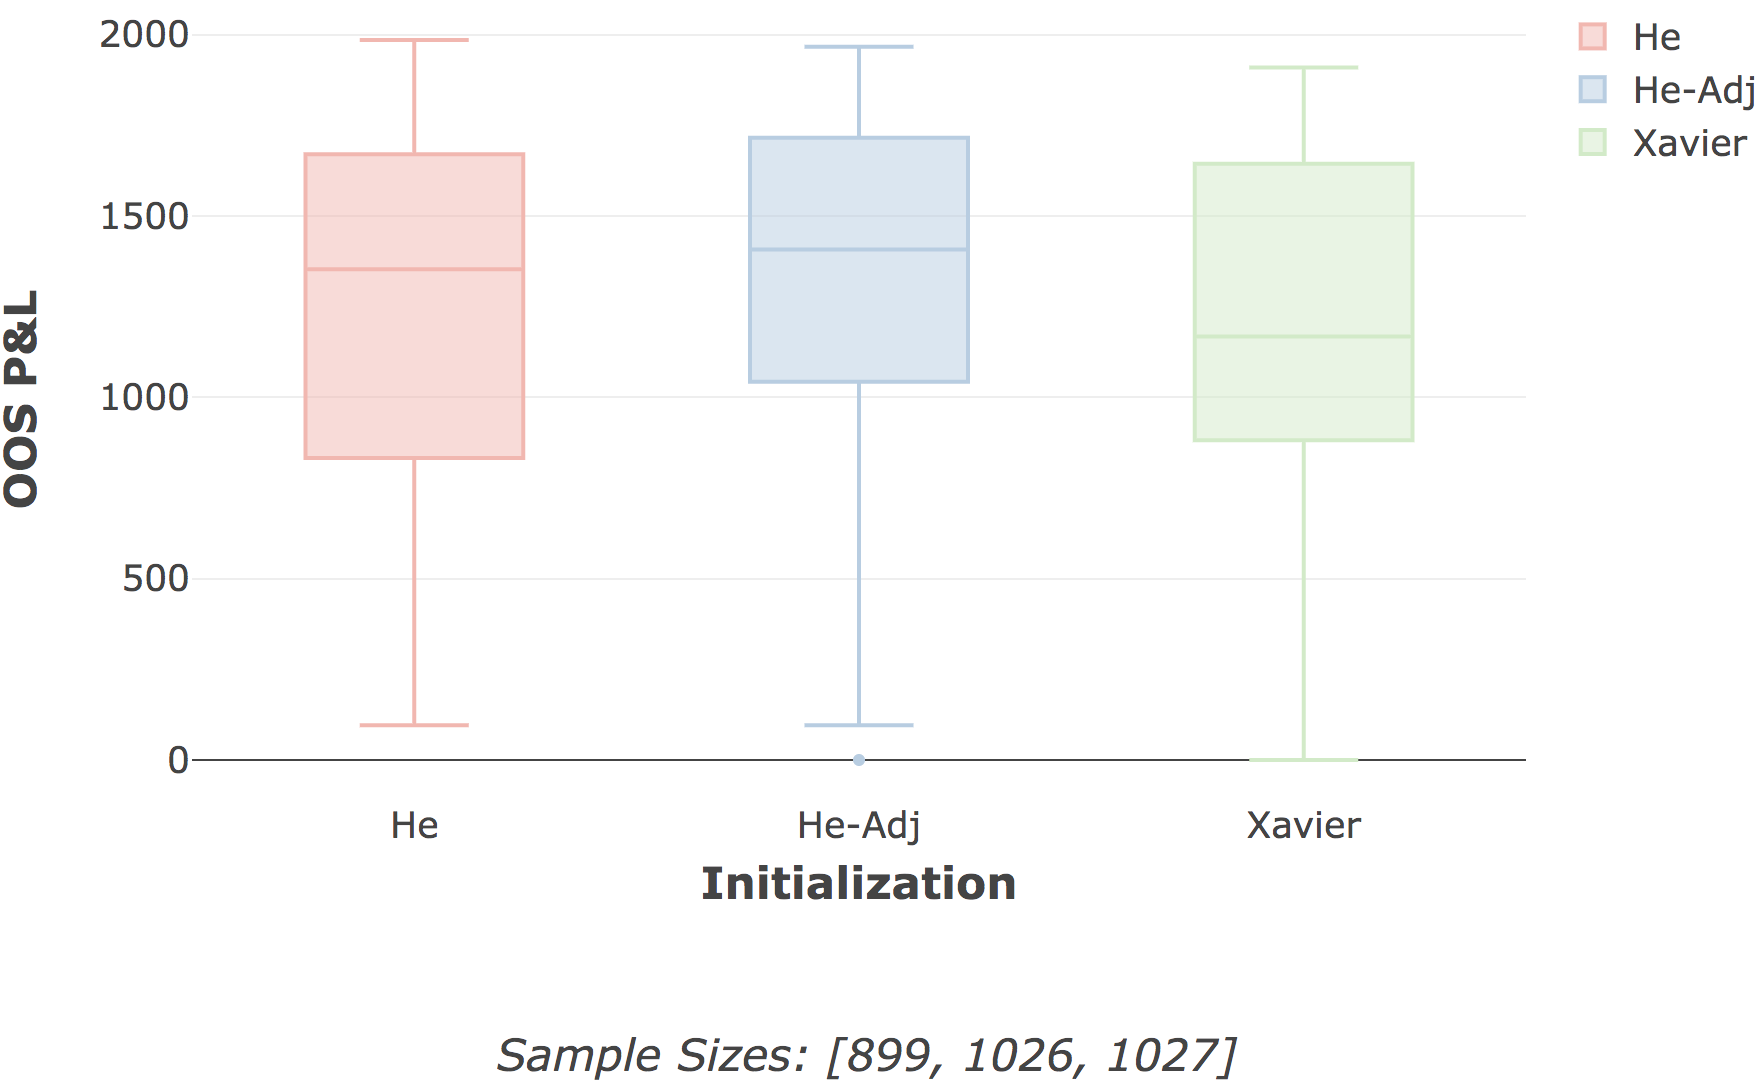 2000
1500
1000
500
0
OOS P&L
He
He-Adj
Xavier
Initialization
He
He-Adj
Xavier
Sample Sizes: [899, 1026, 1027]